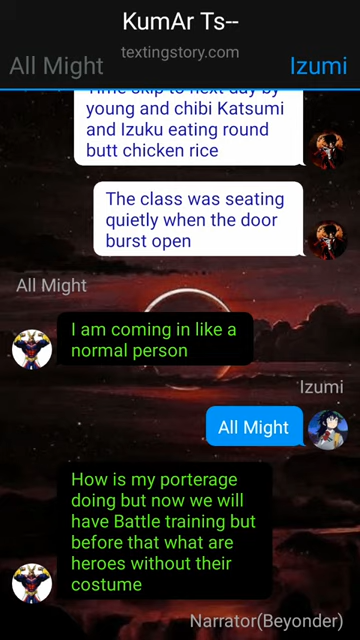 KumAr Ts--
textingstory.com
All Might
Izumi
Time skip to next day by
young and chibi Katsumi
and Izuku eating round
butt chicken rice
The class was seating
quietly when the door
burst open
All Might
I am coming in like a
normal person
Izumi
All Might
How is my porterage
doing but now we will
have Battle training but
before that what are
heroes without their
costume
Narrator(Beyonder)